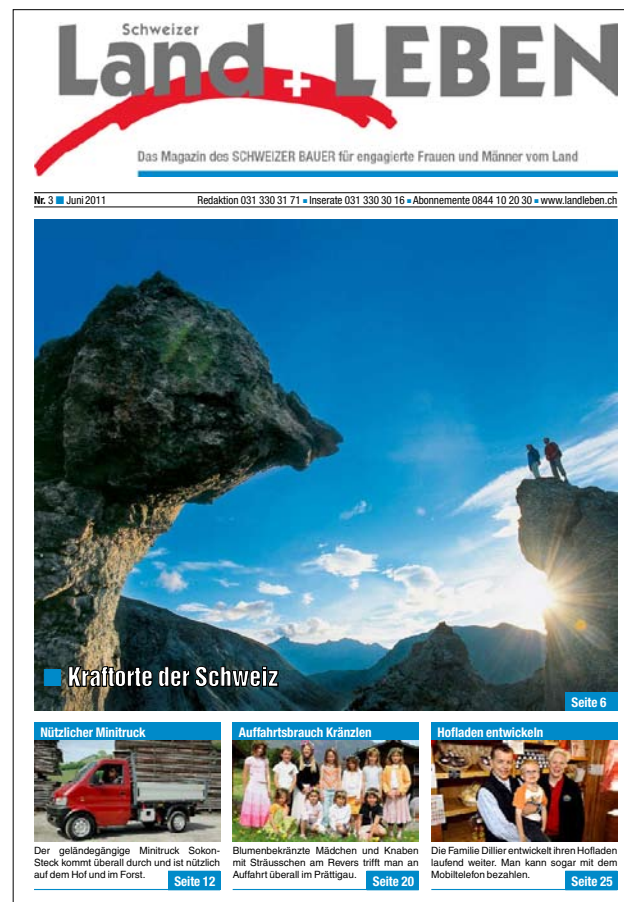 Schweizer
Land + LEBEN
Das Magazin des SCHWEIZER BAUER für engagierte Frauen und Männer vom Land
Nr. 3 ■ Juni 2011 Redaktion 031 330 31 71 ■ Inserate 031 330 30 16 ■ Abonnemente 0844 10 20 30 ■ www.landleben.ch
■ Kraftorte der Schweiz
Seite 6
Nützlicher Minitruck
Der geländegängige Minitruck Sokon-
Steck kommt überall durch und ist nützlich
auf dem Hof und im Forst.
Seite 12
Auffahrtsbrauch Kränzlen
Blumenbekränzte Mädchen und Knaben
mit Sträusschen am Revers trifft man an
Auffahrt überall im Prättigau.
Seite 20
Hofladen entwickeln
Die Familie Dillier entwickelt ihren Hofladen
laufend weiter. Man kann sogar mit dem
Mobiltelefon bezahlen.
Seite 25